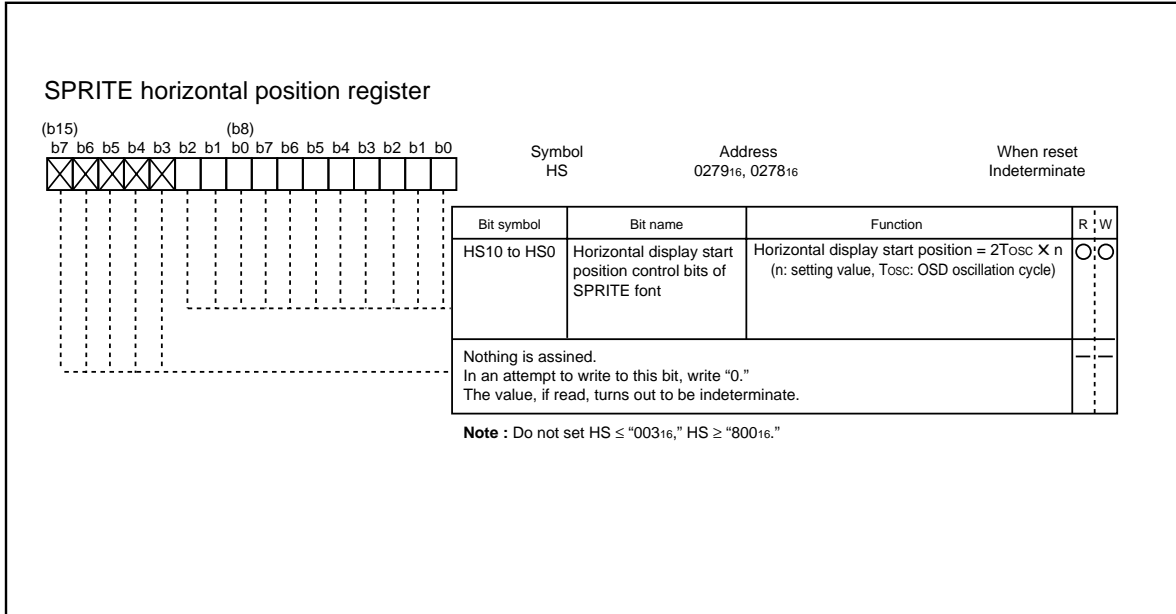 SPRITE horizontal position register
(b15) (b8)
b7 b6 b5 b4 b3 b2 b1 b0 b7 b6 b5 b4 b3 b2 b1 b0
Symbol Address When reset
HS 027916, 027816 Indeterminate
Bit symbol Bit name Function R W
HS10 to HS0 Horizontal display start Horizontal display start position = 2Tosc X n
position control bits of (n: setting value, Tosc: OSD oscillation cycle)
SPRITE font
Nothing is assined.
In an attempt to write to this bit, write “0.”
The value, if read, turns out to be indeterminate.
Note : Do not set HS ≤ “00316,” HS ≥ “80016.”